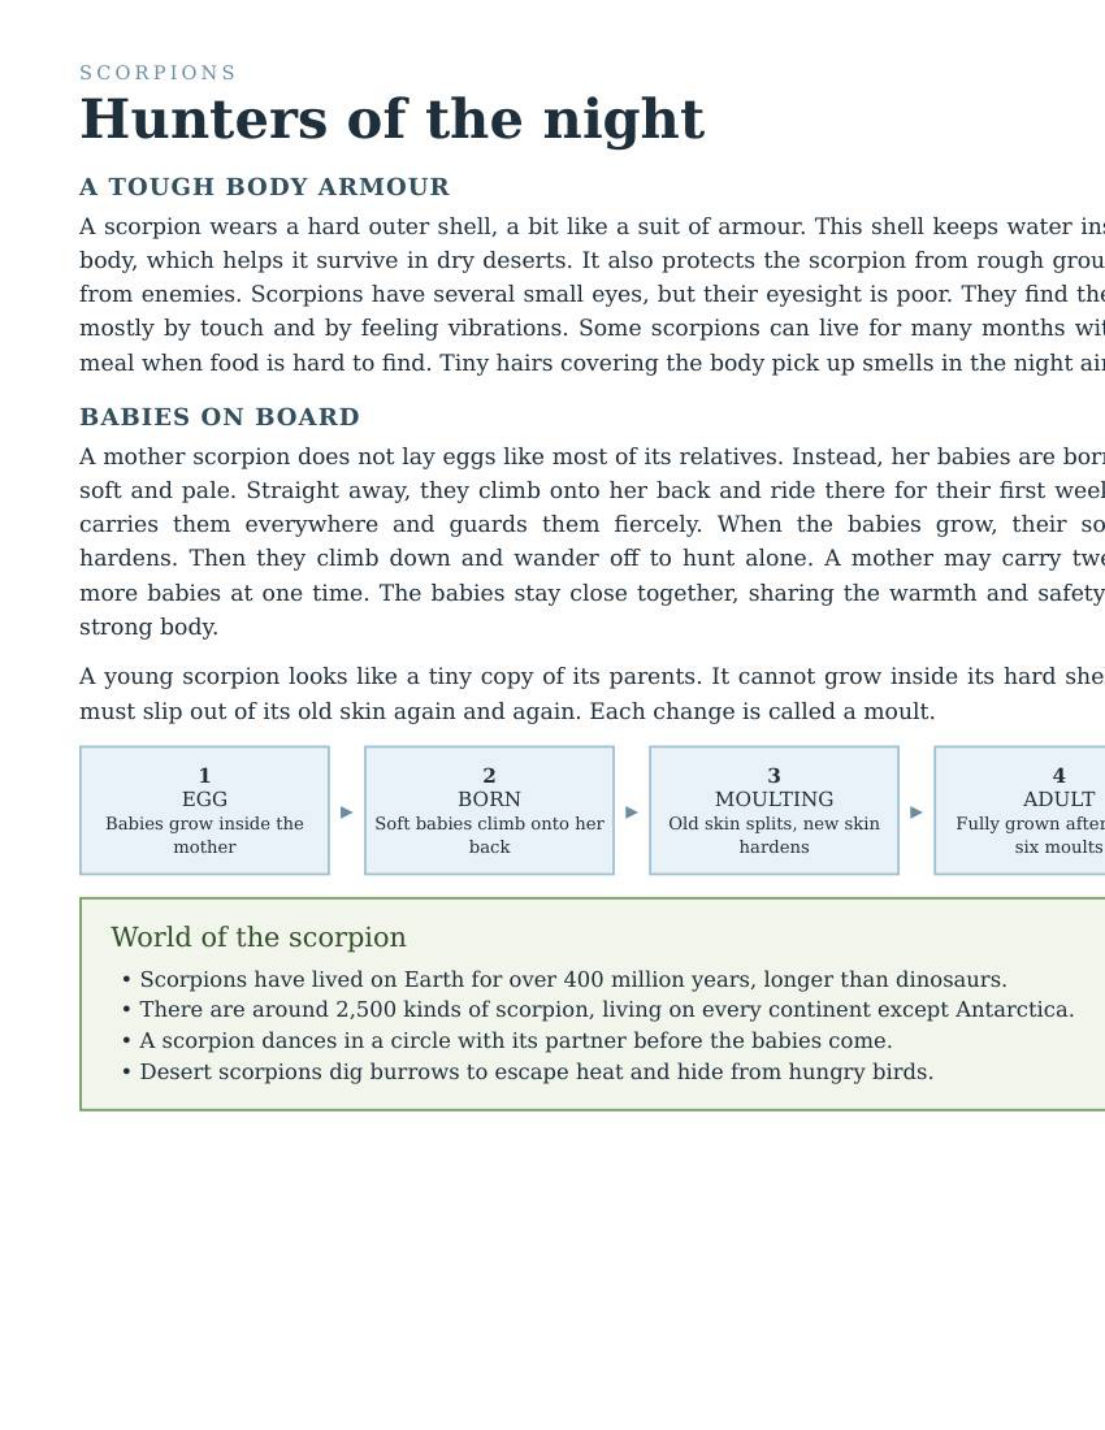 SCORPIONS
Hunters of the night
A TOUGH BODY ARMOUR
A scorpion wears a hard outer shell, a bit like a suit of armour. This shell keeps water
body, which helps it survive in dry deserts. It also protects the scorpion from rough
from enemies. Scorpions have several small eyes, but their eyesight is poor. They find
mostly by touch and by feeling vibrations. Some scorpions can live for many months
meal when food is hard to find. Tiny hairs covering the body pick up smells in the night
BABIES ON BOARD
A mother scorpion does not lay eggs like most of its relatives. Instead, her babies are
soft and pale. Straight away, they climb onto her back and ride there for their first
carries them everywhere and guards them fiercely. When the babies grow, their
hardens. Then they climb down and wander off to hunt alone. A mother may carry
more babies at one time. The babies stay close together, sharing the warmth and safety
strong body.
A young scorpion looks like a tiny copy of its parents. It cannot grow inside its hard
must slip out of its old skin again and again. Each change is called a moult.
1
EGG
Babies grow inside the
mother
▶
2
BORN
Soft babies climb onto her
back
▶
3
MOULTING
Old skin splits, new skin
hardens
▶
4
ADULT
Fully grown after
six moults
World of the scorpion
• Scorpions have lived on Earth for over 400 million years, longer than dinosaurs.
• There are around 2,500 kinds of scorpion, living on every continent except Antarctica.
• A scorpion dances in a circle with its partner before the babies come.
• Desert scorpions dig burrows to escape heat and hide from hungry birds.